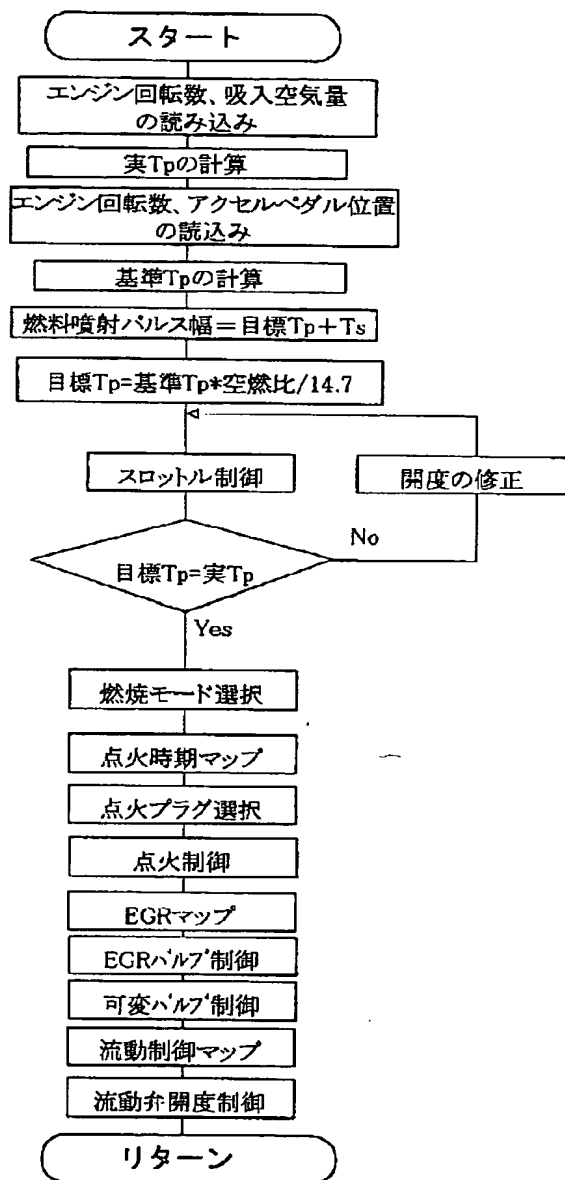 スタート
エンジン回転数、吸入空気量
の読み込み
実Tpの計算
エンジン回転数、アクセルペダル位置
の読込み
基準Tpの計算
燃料噴射パルス幅=目標Tp+Ts
目標Tp=基準Tp*空燃比/14.7
スロットル制御
開度の修正
No
目標Tp=実Tp
Yes
燃焼モード選択
点火時期マップ
点火プラグ選択
点火制御
EGRマップ
EGRバルブ制御
可変バルブ制御
流動制御マップ
流動弁開度制御
リターン